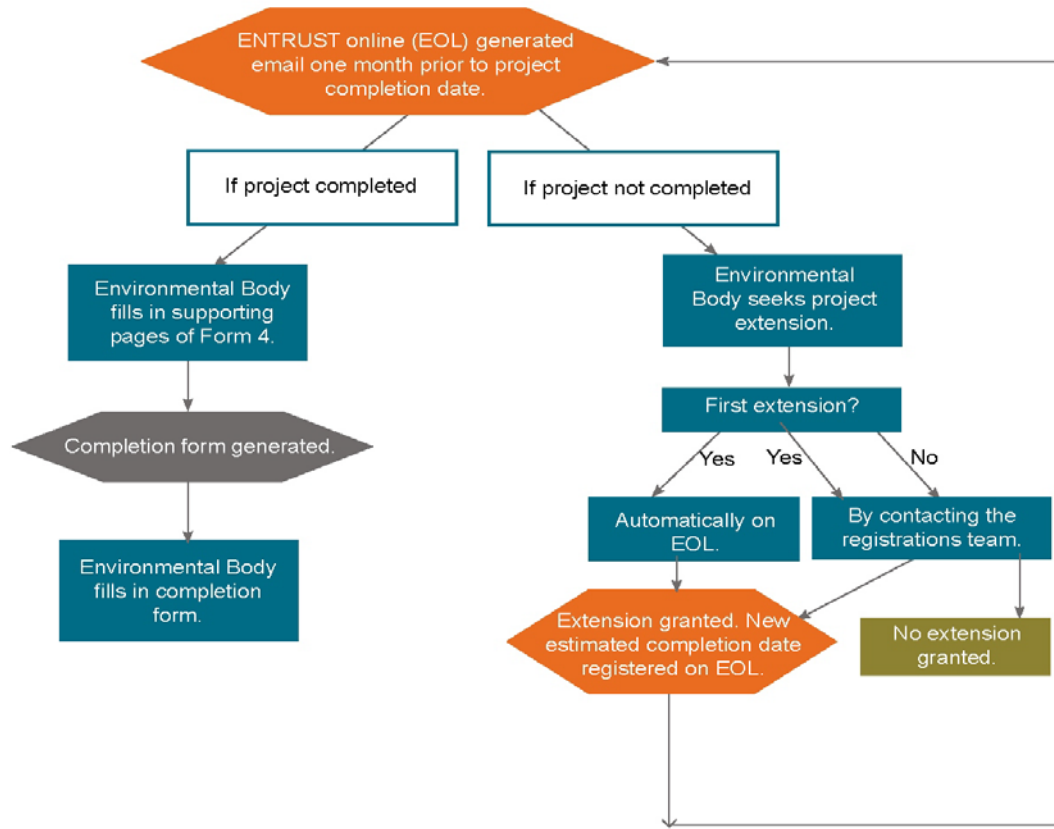 ENTRUST online (EOL) generated
email one month prior to project
completion date.
If project completed
If project not completed
Environmental Body
fills in supporting
pages of Form 4.
Environmental
Body seeks project
extension.
First extension?
Completion form generated.
Yes
Yes
No
Automatically on
EOL.
By contacting the
registrations team.
Environmental Body
fills in completion
form.
Extension granted. New
estimated completion date
registered on EOL.
No extension
granted.